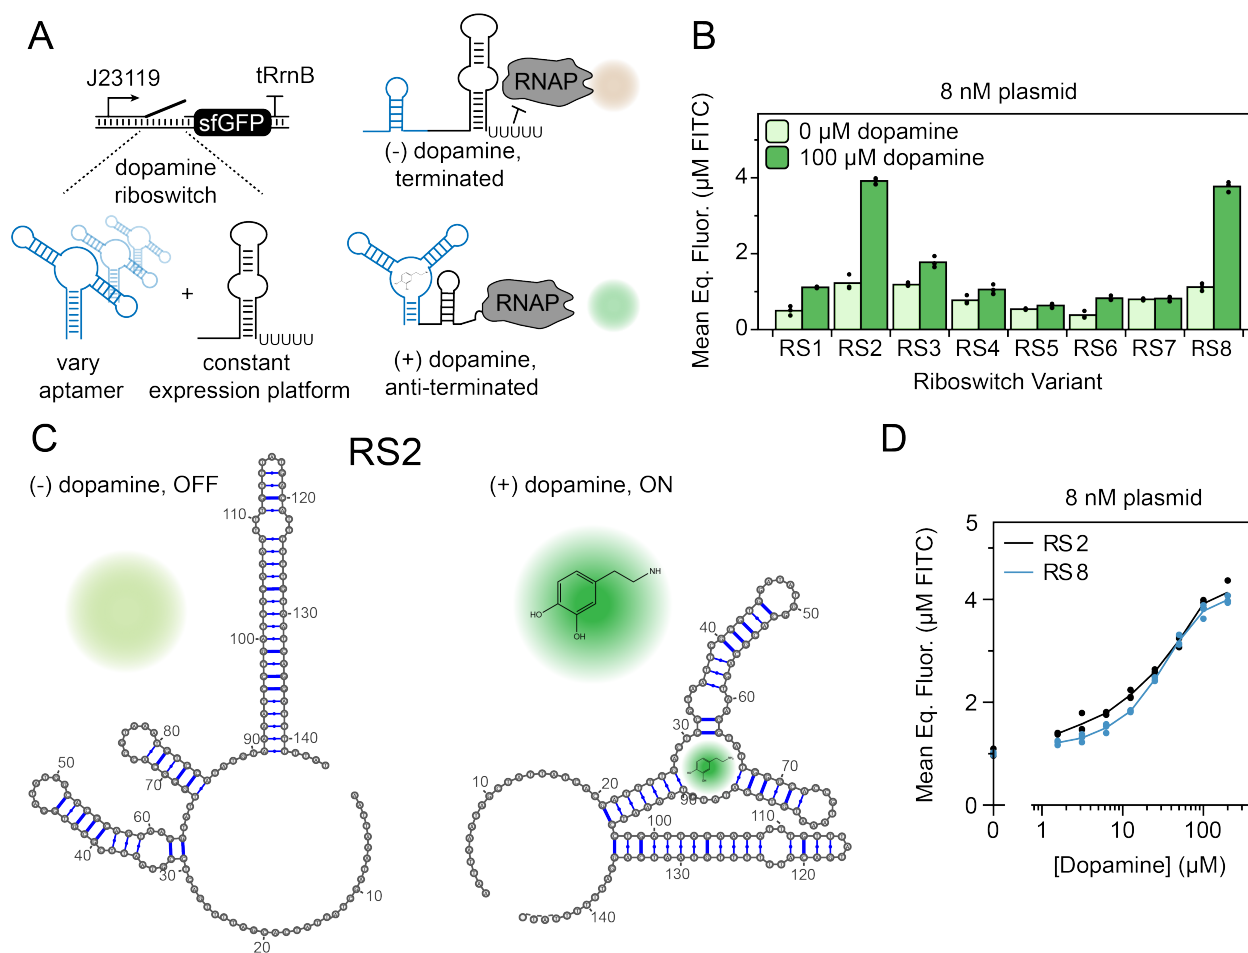 A
J23119
tRrnB
sfGFP
dopamine
riboswitch
+
vary
aptamer
constant
expression platform
UUUUU
RNAP
UUUUU
(-) dopamine,
terminated
RNAP
(+) dopamine,
anti-terminated
B
8 nM plasmid
0 µM dopamine
100 µM dopamine
Mean Eq. Fluor. (µM FITC)
4
2
0
RS1 RS2 RS3 RS4 RS5 RS6 RS7 RS8
Riboswitch Variant
C
RS2
(-) dopamine, OFF
110
120
100
130
90
140
80
70
50
60
40
30
20
10
(+) dopamine, ON
NH
HO
OH
50
40
60
30
70
90
20
10
100
110
130
120
140
D
8 nM plasmid
RS2
RS8
Mean Eq. Fluor. (µM FITC)
5
4
2
0
0 1 10 100
[Dopamine] (µM)